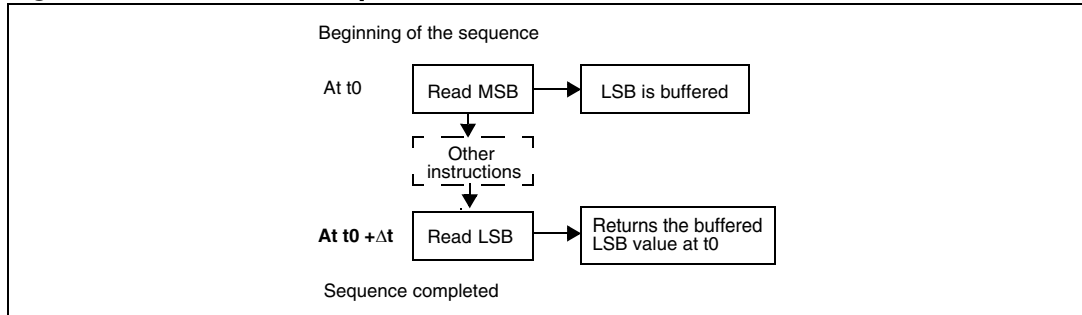 Beginning of the sequence
At t0
Read MSB
LSB is buffered
Other
instructions
At t0 +Δt
Read LSB
Returns the buffered
LSB value at t0
Sequence completed